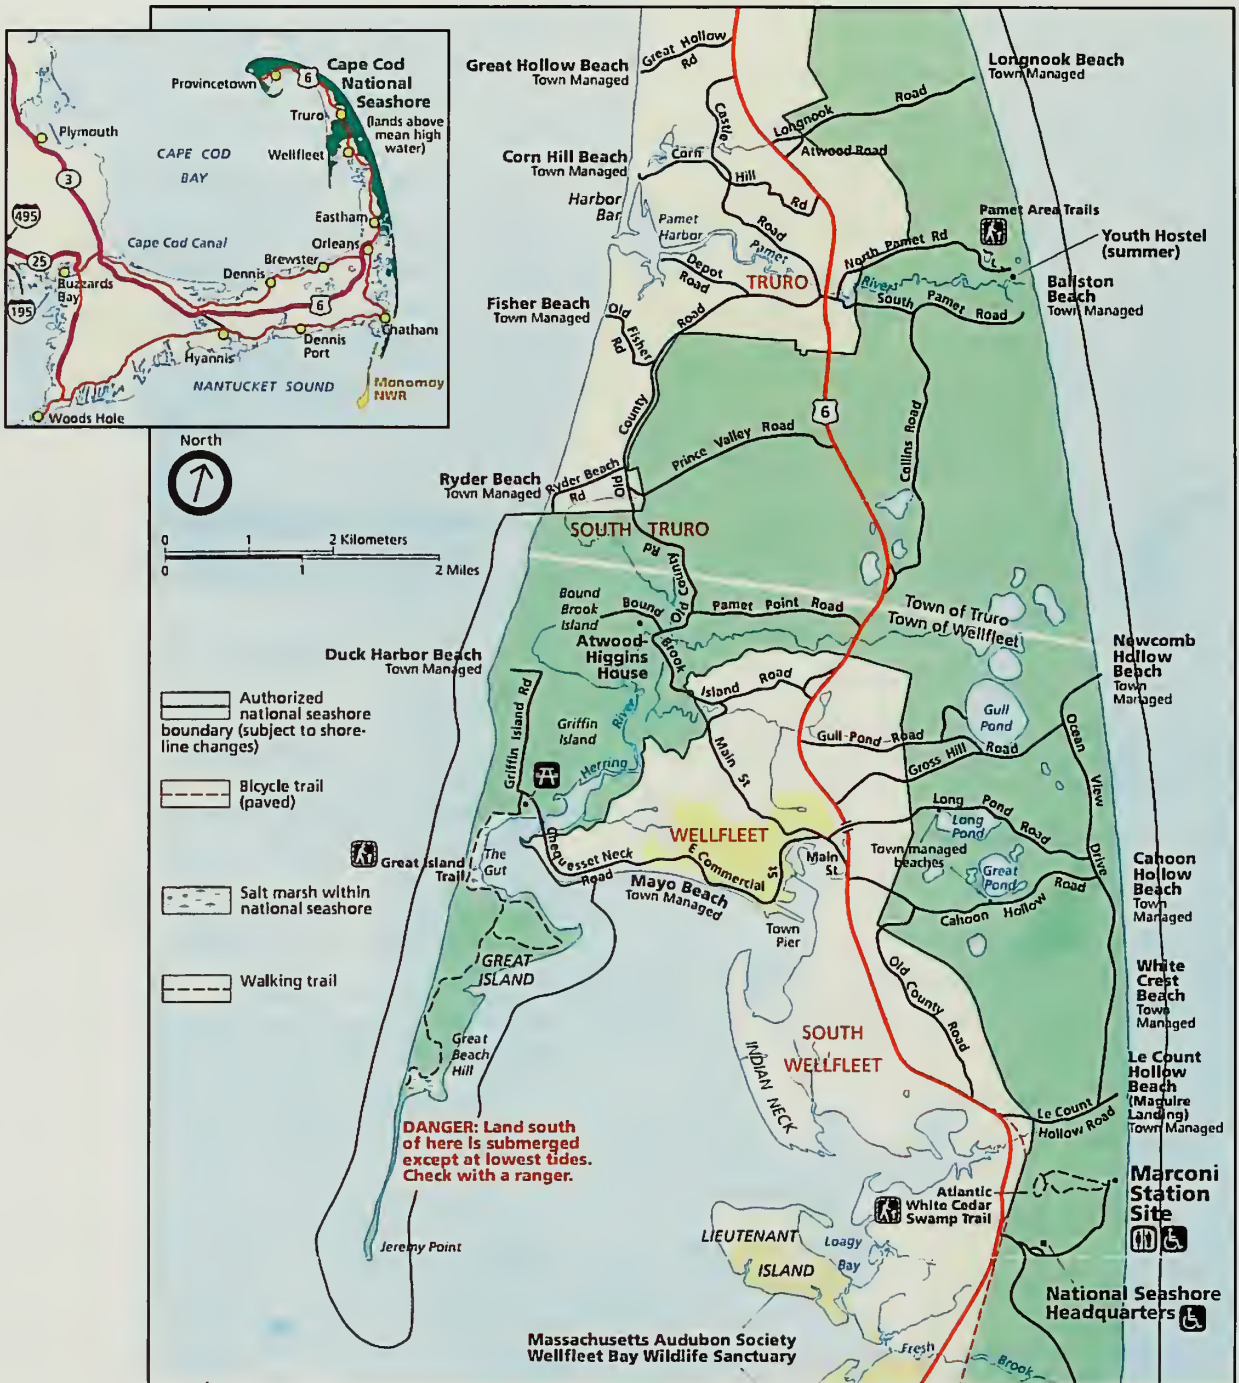 Cape Cod
National
Seashore
(lands above
mean high
water)
Provincetown
6
Truro
Wellfleet
Plymouth
CAPE COD
BAY
3
495
Eastham
Orleans
Cape Cod Canal
25
Brewster
Dennis
Buzzards
Bay
195
6
Chatham
Dennis
Port
Hyannis
NANTUCKET SOUND
Monomoy
NWR
Woods Hole
North
0 1 2 Kilometers
0 1 2 Miles
Authorized
national seashore
boundary (subject to shore-
line changes)
Bicycle trail
(paved)
Salt marsh within
national seashore
Walking trail
Great Hollow Beach
Town Managed
Great Hollow
Rd
Longnook Beach
Town Managed
Longnook Road
Castle
Atwood Road
Corn Hill Beach
Town Managed
Corn Hill Rd
Road
Harbor
Bar
Pamet
Harbor
Pamet
River
Pamet Area Trails
Youth Hostel
(summer)
North Pamet Rd
South Pamet Road
Ballston
Beach
Town Managed
Depot
Road
TRURO
Fisher Beach
Town Managed
Old Fisher
Rd
Old County Road
6
Collins Road
Prince Valley Road
Ryder Beach
Town Managed
Ryder Beach
Rd
SOUTH TRURO
Old County Rd
Bound
Brook
Island
Bound Brook Island Road
Pamet Point Road
Town of Truro
Town of Wellfleet
Atwood-
Higgins
House
Duck Harbor Beach
Town Managed
Newcomb
Hollow
Beach
Town
Managed
Griffin Island Rd
Griffin
Island
Herring River
Gull
Pond
Gull Pond Road
Gross Hill Road
Ocean View Drive
Main St
Long Pond Road
Long
Pond
WELLFLEET
Town managed
beaches
Great
Pond
Main
St
E Commercial St
Chequesset Neck
Road
Mayo Beach
Town Managed
Great Island
Trail
The
Gut
Cahoon
Hollow
Beach
Town
Managed
Cahoon Hollow Road
Town
Pier
GREAT
ISLAND
Old County Road
White
Crest
Beach
Town
Managed
SOUTH
WELLFLEET
INDIAN NECK
Great
Beach
Hill
Le Count
Hollow
Beach
(Maguire
Landing)
Town Managed
Le Count
Hollow Road
DANGER: Land south
of here is submerged
except at lowest tides.
Check with a ranger.
Marconi
Station
Site
Atlantic
White Cedar
Swamp Trail
Jeremy Point
LIEUTENANT
ISLAND
Loagy
Bay
National Seashore
Headquarters
Massachusetts Audubon Society
Wellfleet Bay Wildlife Sanctuary
Fresh Brook